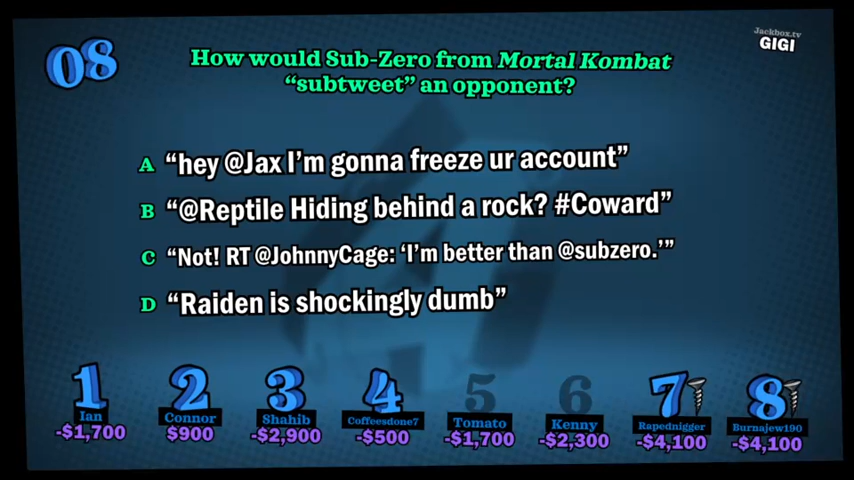 08
How would Sub-Zero from Mortal Kombat
“subtweet” an opponent?
Jackbox.tv
GIGI
A “hey @Jax I’m gonna freeze ur account”
B “@Reptile Hiding behind a rock? #Coward”
C “Not! RT @JohnnyCage: ‘I’m better than @subzero.’”
D “Raiden is shockingly dumb”
1 2 3 4 5 6 7 8
Ian Connor Shahib Coffeesdone7 Tomato Kenny Rapednigger Burnajew190
-$1,700 $900 -$2,900 -$500 -$1,700 -$2,300 -$4,100 -$4,100